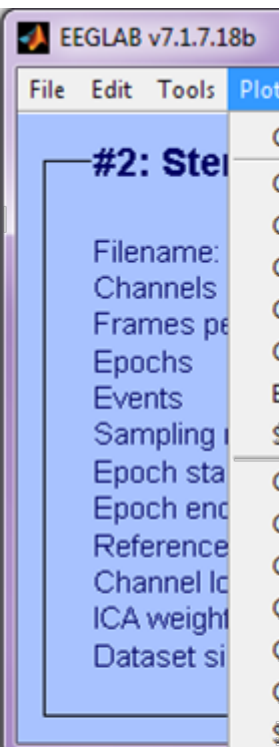 EEGLAB v7.1.7.18b
File Edit Tools Plot
#2: Ste
Filename:
Channels
Frames pe
Epochs
Events
Sampling
Epoch sta
Epoch end
Reference
Channel lo
ICA weight
Dataset si